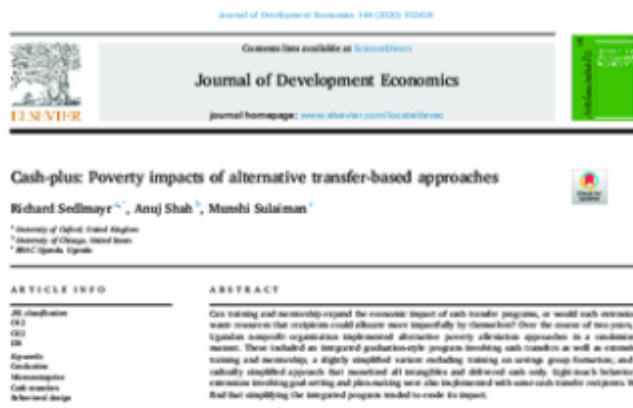 Journal of Development Economics 144 (2020) 102418
Contents lists available at ScienceDirect
Journal of Development Economics
journal homepage: www.elsevier.com/locate/devec
ELSEVIER
Cash-plus: Poverty impacts of alternative transfer-based approaches
Richard Sedlmayr a,*, Anuj Shah b, Munshi Sulaiman c
a University of Oxford, United Kingdom
b University of Chicago, United States
c BRAC Uganda, Uganda
ARTICLE INFO
JEL classification:
Keywords:
Graduation
Microenterprise
Cash transfers
Behavioral design
ABSTRACT
Can training and mentorship expand the economic impact of cash transfer programs, or would such extensio
waste resources that recipients could allocate more impactfully by themselves? Over the course of two years,
Ugandan nonprofit organization implemented alternative poverty alleviation approaches in a randomize
manner. These included an integrated graduation-style program involving cash transfers as well as extende
training and mentorship; a slightly simplified variant excluding training on savings group formation; and
radically simplified approach that monetized all intangibles and delivered cash only. Light-touch behavior
extensions involving goal-setting and plan-making were also implemented with some cash transfer recipients. W
find that simplifying the integrated program tended to erode its impact.